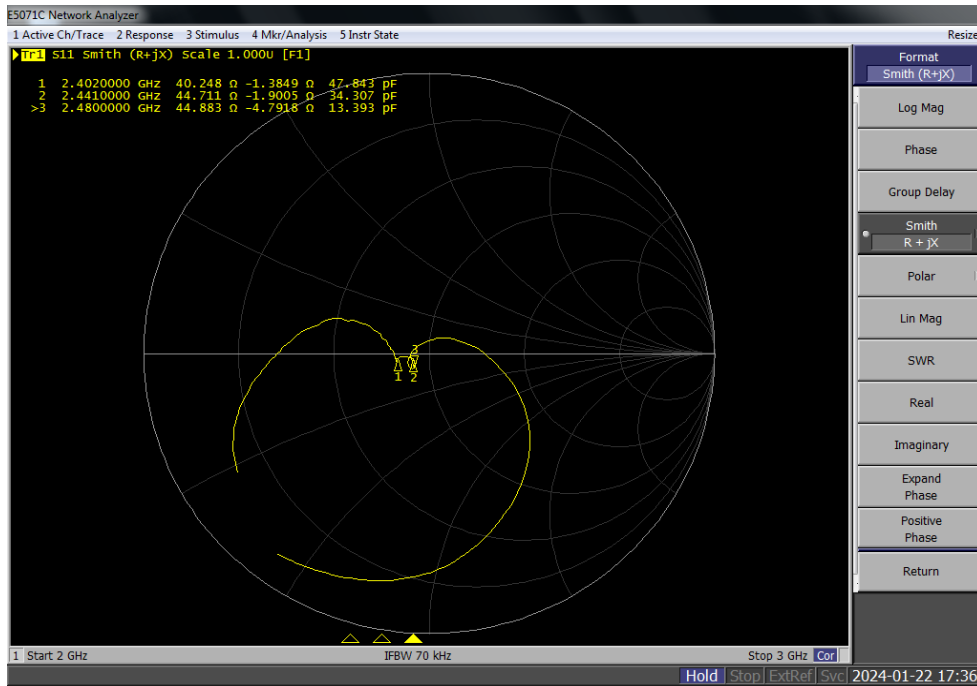 E5071C Network Analyzer
1 Active Ch/Trace 2 Response 3 Stimulus 4 Mkr/Analysis 5 Instr State
Resize
Tr1 S11 Smith (R+jX) Scale 1.000U [F1]
1 2.4020000 GHz 40.248 Ω -1.3849 Ω 47.843 pF
2 2.4410000 GHz 44.711 Ω -1.9005 Ω 34.307 pF
>3 2.4800000 GHz 44.883 Ω -4.7918 Ω 13.393 pF
3
1
2
Format
Smith (R+jX)
Log Mag
Phase
Group Delay
Smith
R + jX
Polar
Lin Mag
SWR
Real
Imaginary
Expand
Phase
Positive
Phase
Return
1 Start 2 GHz
IFBW 70 kHz
Stop 3 GHz Cor
Hold Stop ExtRef Svc 2024-01-22 17:36